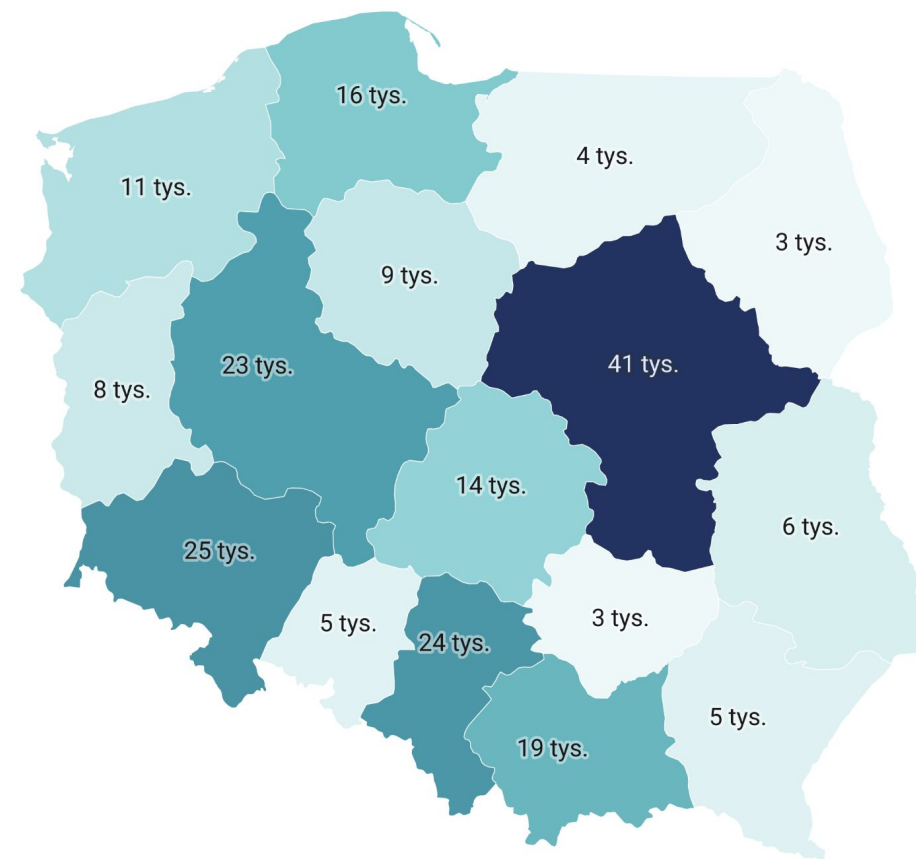 16 tys.
4 tys.
11 tys.
3 tys.
9 tys.
23 tys.
41 tys.
8 tys.
14 tys.
6 tys.
25 tys.
5 tys.
3 tys.
24 tys.
5 tys.
19 tys.